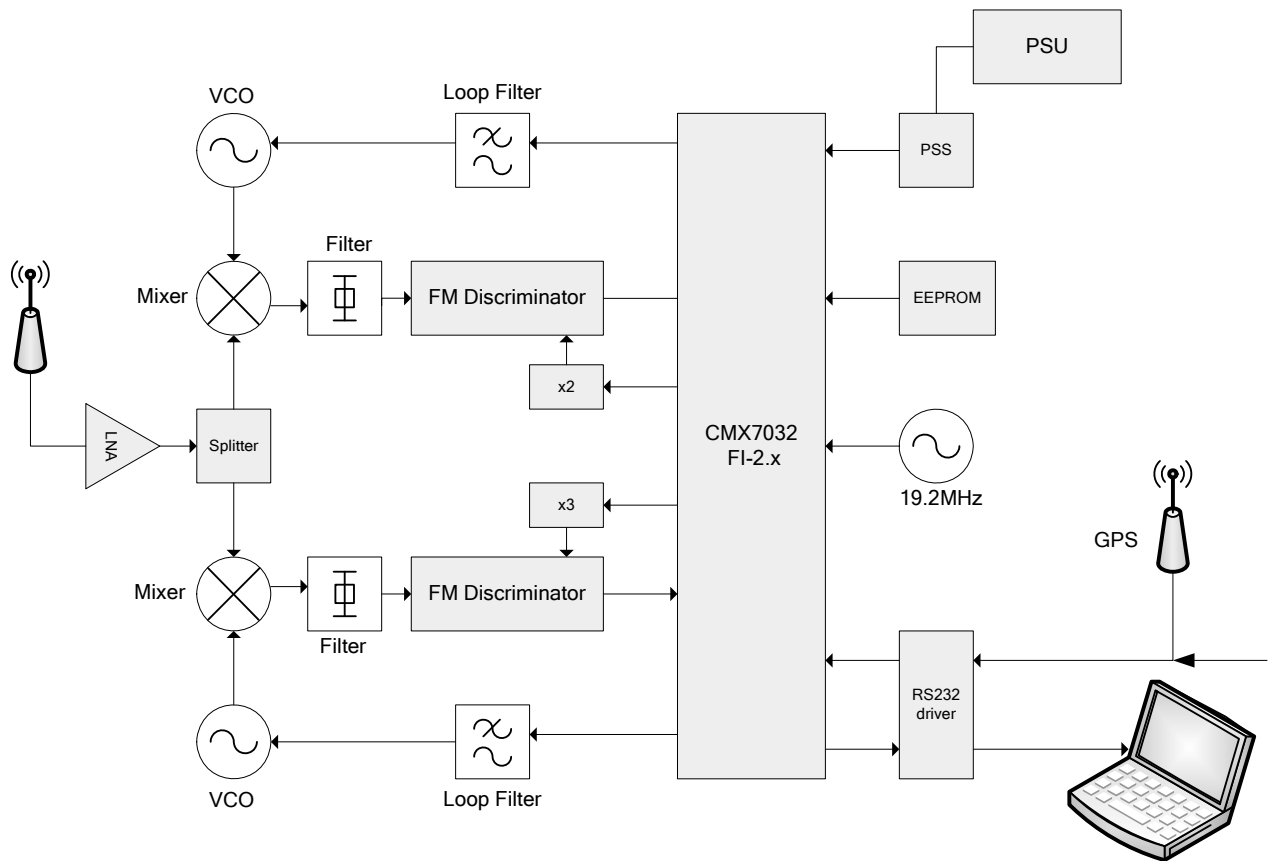 PSU
VCO
Loop Filter
PSS
Filter
Mixer
FM Discriminator
EEPROM
x2
LNA
Splitter
CMX7032
FI-2.x
19.2MHz
x3
GPS
Mixer
FM Discriminator
Filter
RS232
driver
VCO
Loop Filter